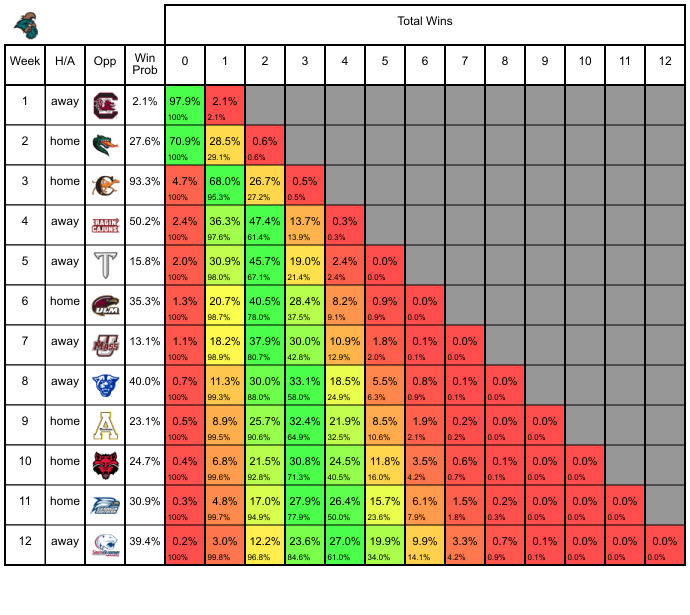 Total Wins
Week H/A Opp Win Prob 0 1 2 3 4 5 6 7 8 9 10 11 12
1 away C 2.1% 97.9% 2.1%
100% 2.1%
2 home 27.6% 70.9% 28.5% 0.6%
100% 29.1% 0.6%
3 home C 93.3% 4.7% 68.0% 26.7% 0.5%
100% 95.3% 27.2% 0.5%
4 away RAGIN' CAJUNS 50.2% 2.4% 36.3% 47.4% 13.7% 0.3%
100% 97.6% 61.4% 13.9% 0.3%
5 away T 15.8% 2.0% 30.9% 45.7% 19.0% 2.4% 0.0%
100% 98.0% 67.1% 21.4% 2.4% 0.0%
6 home ULM 35.3% 1.3% 20.7% 40.5% 28.4% 8.2% 0.9% 0.0%
100% 98.7% 78.0% 37.5% 9.1% 0.9% 0.0%
7 away U MASS 13.1% 1.1% 18.2% 37.9% 30.0% 10.9% 1.8% 0.1% 0.0%
100% 98.9% 80.7% 42.8% 12.9% 2.0% 0.1% 0.0%
8 away 40.0% 0.7% 11.3% 30.0% 33.1% 18.5% 5.5% 0.8% 0.1% 0.0%
100% 99.3% 88.0% 58.0% 24.9% 6.3% 0.9% 0.1% 0.0%
9 home A 23.1% 0.5% 8.9% 25.7% 32.4% 21.9% 8.5% 1.9% 0.2% 0.0% 0.0%
100% 99.5% 90.6% 64.9% 32.5% 10.6% 2.1% 0.2% 0.0% 0.0%
10 home 24.7% 0.4% 6.8% 21.5% 30.8% 24.5% 11.8% 3.5% 0.6% 0.1% 0.0% 0.0%
100% 99.6% 92.8% 71.3% 40.5% 16.0% 4.2% 0.7% 0.1% 0.0% 0.0%
11 home 30.9% 0.3% 4.8% 17.0% 27.9% 26.4% 15.7% 6.1% 1.5% 0.2% 0.0% 0.0% 0.0%
100% 99.7% 94.9% 77.9% 50.0% 23.6% 7.9% 1.8% 0.3% 0.0% 0.0% 0.0%
12 away 39.4% 0.2% 3.0% 12.2% 23.6% 27.0% 19.9% 9.9% 3.3% 0.7% 0.1% 0.0% 0.0% 0.0%
100% 99.8% 96.8% 84.6% 61.0% 34.0% 14.1% 4.2% 0.9% 0.1% 0.0% 0.0% 0.0%